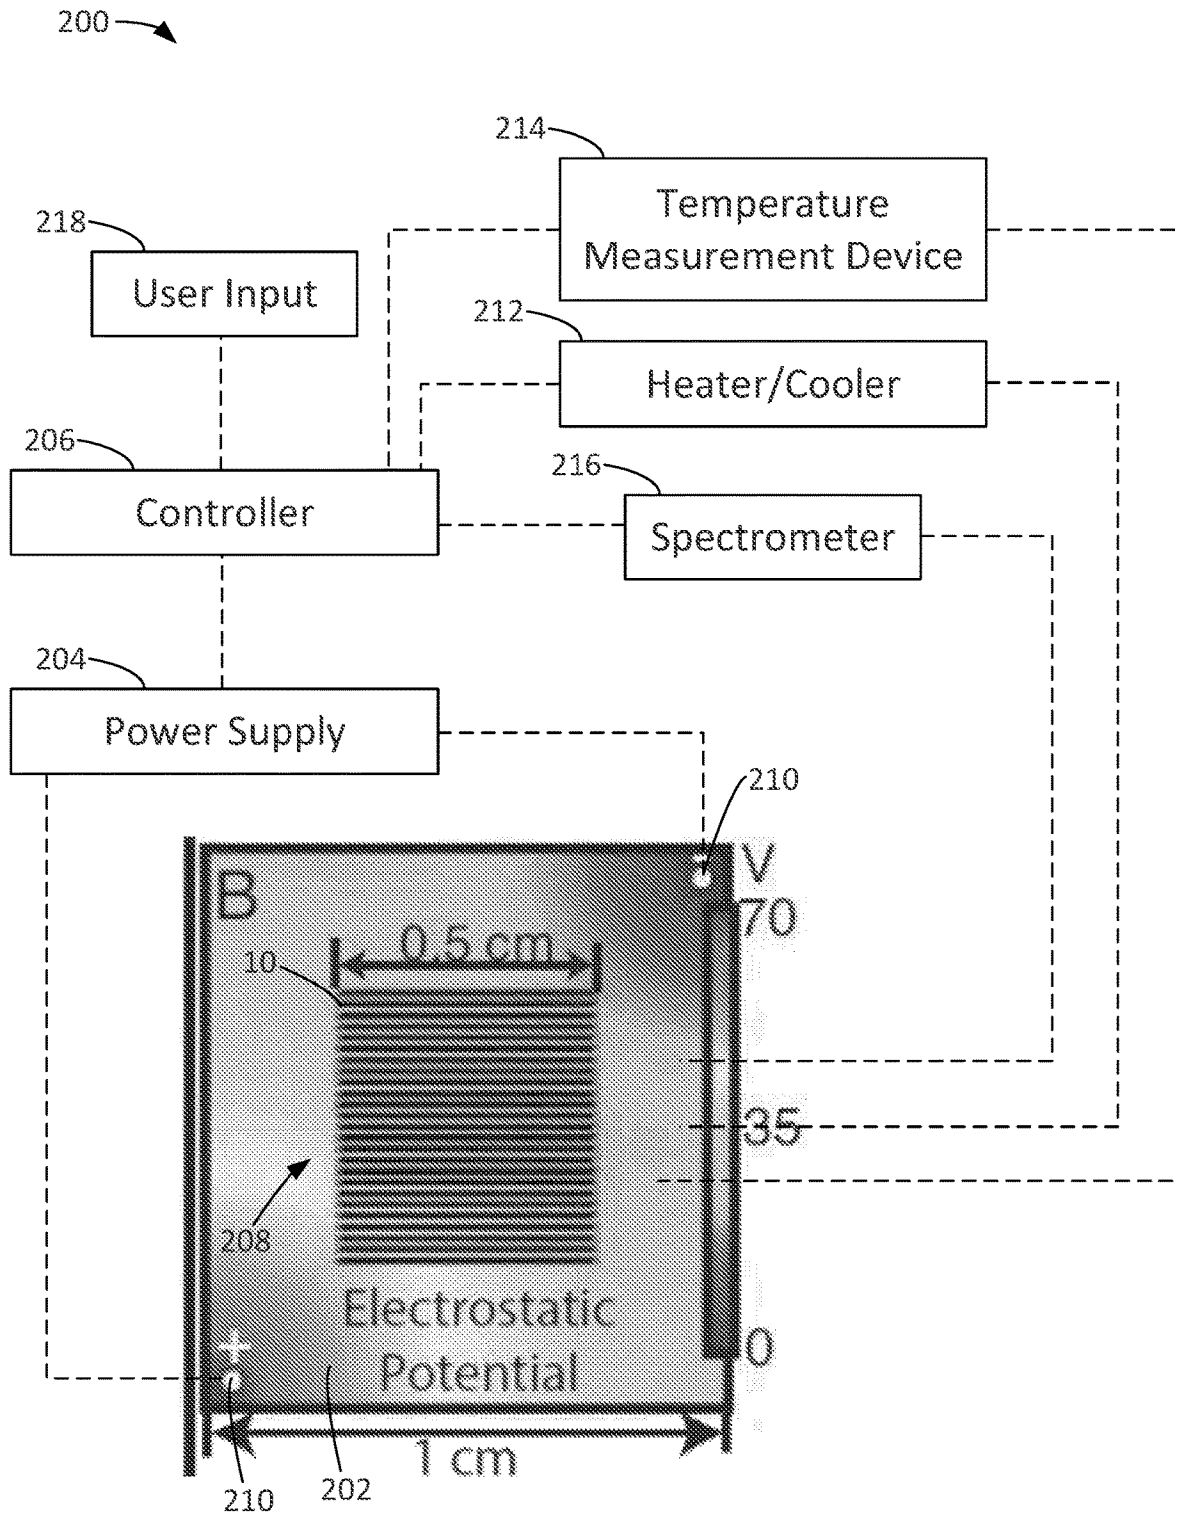 200
214
Temperature
Measurement Device
218
User Input
212
Heater/Cooler
206
Controller
216
Spectrometer
204
Power Supply
210
B
-
V
70
0.5 cm
10
35
208
Electrostatic
Potential
+
0
1 cm
210
202